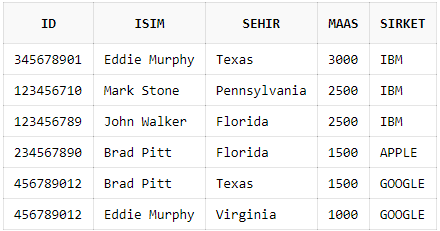 ID ISIM SEHIR MAAS SIRKET
345678901 Eddie Murphy Texas 3000 IBM
123456710 Mark Stone Pennsylvania 2500 IBM
123456789 John Walker Florida 2500 IBM
234567890 Brad Pitt Florida 1500 APPLE
456789012 Brad Pitt Texas 1500 GOOGLE
456789012 Eddie Murphy Virginia 1000 GOOGLE